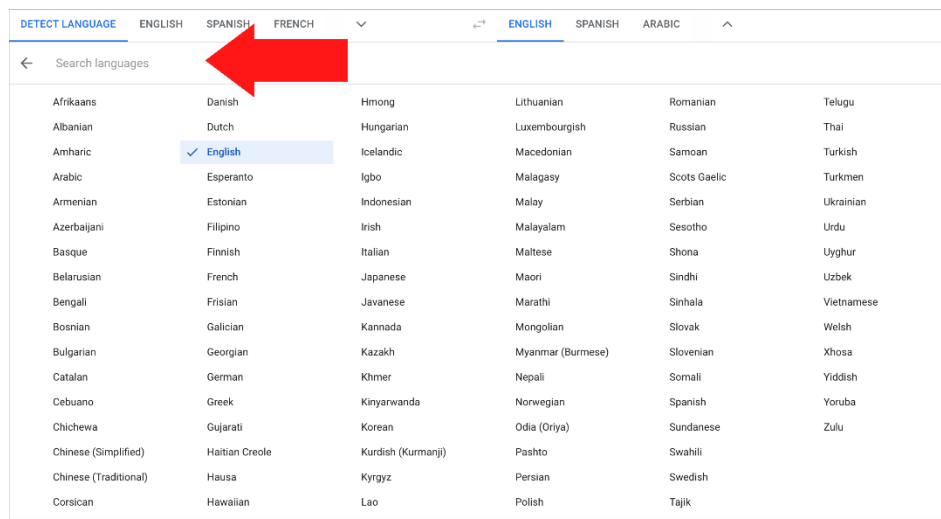 DETECT LANGUAGE ENGLISH SPANISH FRENCH ENGLISH SPANISH ARABIC
Search languages
Afrikaans Danish Hmong Lithuanian Romanian Telugu
Albanian Dutch Hungarian Luxembourgish Russian Thai
Amharic English Icelandic Macedonian Samoan Turkish
Arabic Esperanto Igbo Malagasy Scots Gaelic Turkmen
Armenian Estonian Indonesian Malay Serbian Ukrainian
Azerbaijani Filipino Irish Malayalam Sesotho Urdu
Basque Finnish Italian Maltese Shona Uyghur
Belarusian French Japanese Maori Sindhi Uzbek
Bengali Frisian Javanese Marathi Sinhala Vietnamese
Bosnian Galician Kannada Mongolian Slovak Welsh
Bulgarian Georgian Kazakh Myanmar (Burmese) Slovenian Xhosa
Catalan German Khmer Nepali Somali Yiddish
Cebuano Greek Kinyarwanda Norwegian Spanish Yoruba
Chichewa Gujarati Korean Odia (Oriya) Sundanese Zulu
Chinese (Simplified) Haitian Creole Kurdish (Kurmanji) Pashto Swahili
Chinese (Traditional) Hausa Kyrgyz Persian Swedish
Corsican Hawaiian Lao Polish Tajik